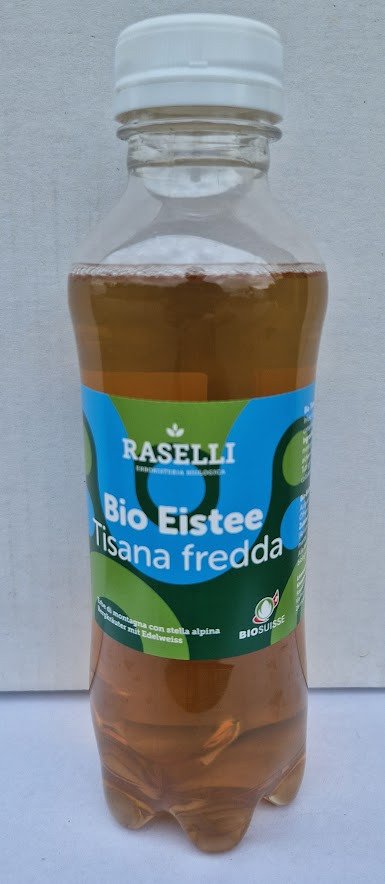 RASELLI
ERBORISTERIA BIOLOGICA
Bio Eistee
Tisana fredda
Erbe di montagna con stella alpina
Bergkräuter mit Edelweiss
BIOSUISSE